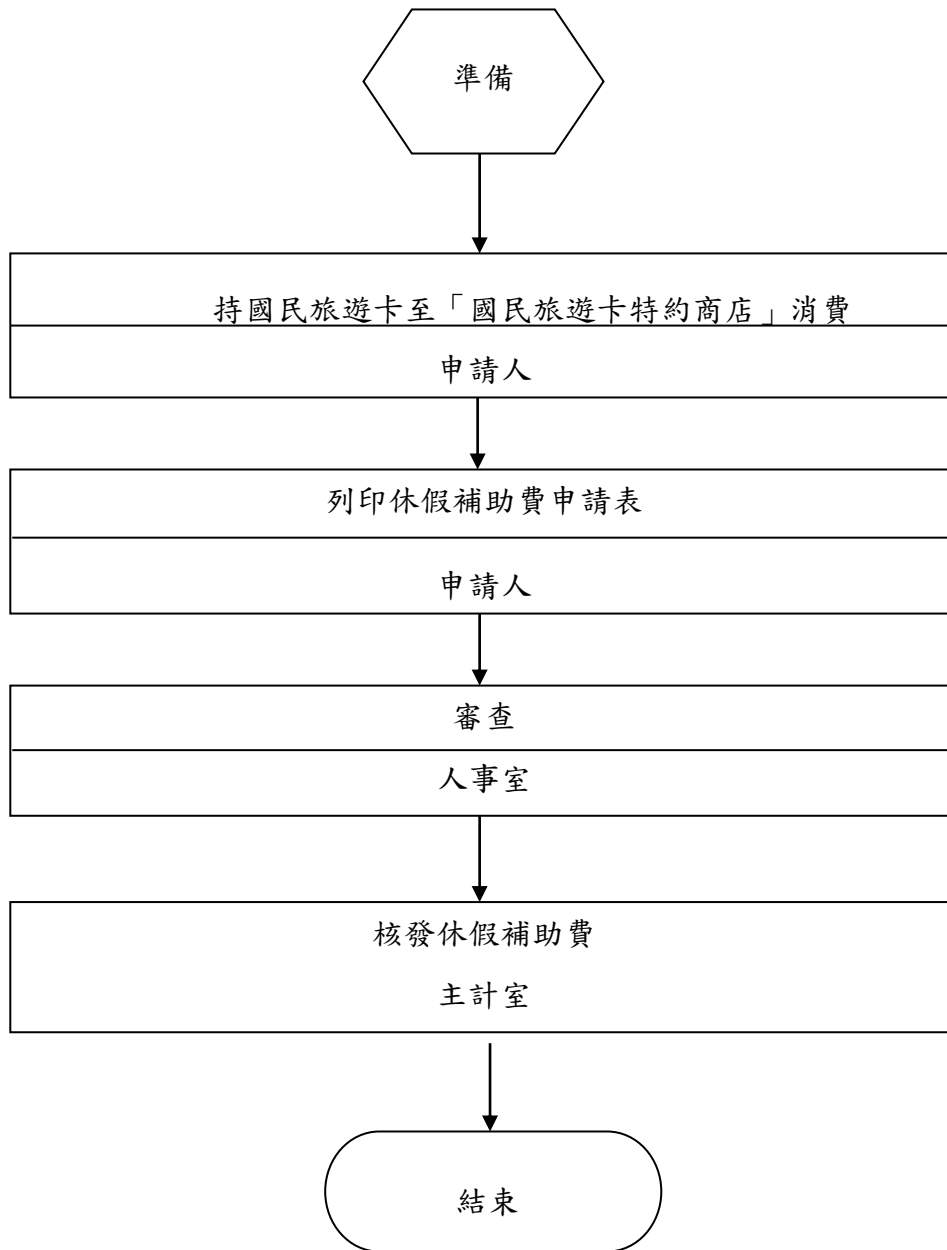 準備
持國民旅遊卡至「國民旅遊卡特約商店」消費
申請人
列印休假補助費申請表
申請人
審查
人事室
核發休假補助費
主計室
結束